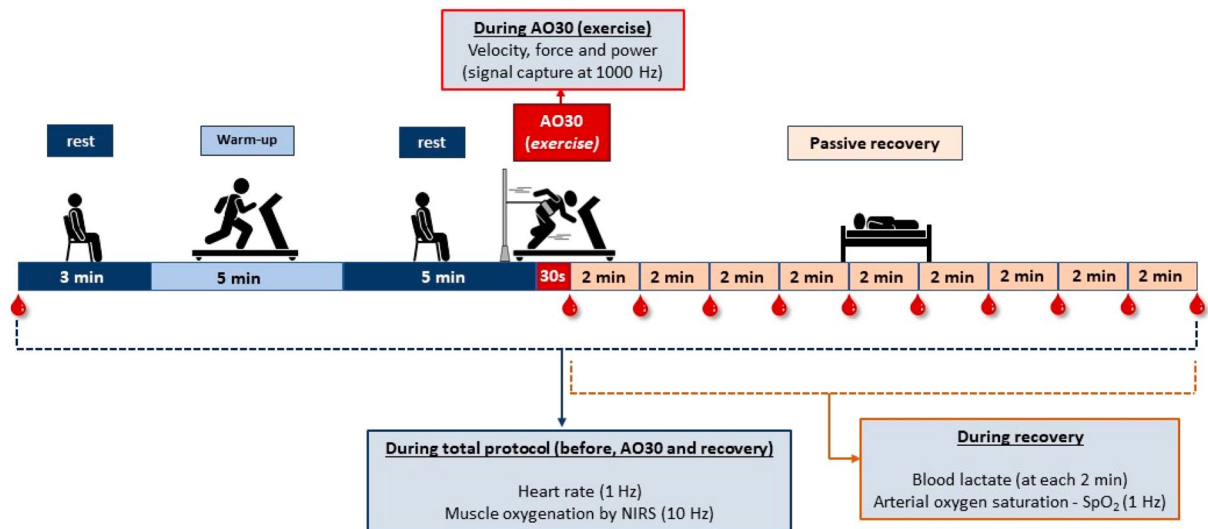 During AO30 (exercise)
Velocity, force and power
(signal capture at 1000 Hz)
rest
Warm-up
rest
AO30
(exercise)
Passive recovery
3 min
5 min
5 min
30s
2 min
2 min
2 min
2 min
2 min
2 min
2 min
2 min
2 min
During total protocol (before, AO30 and recovery)
Heart rate (1 Hz)
Muscle oxygenation by NIRS (10 Hz)
During recovery
Blood lactate (at each 2 min)
Arterial oxygen saturation - SpO₂ (1 Hz)